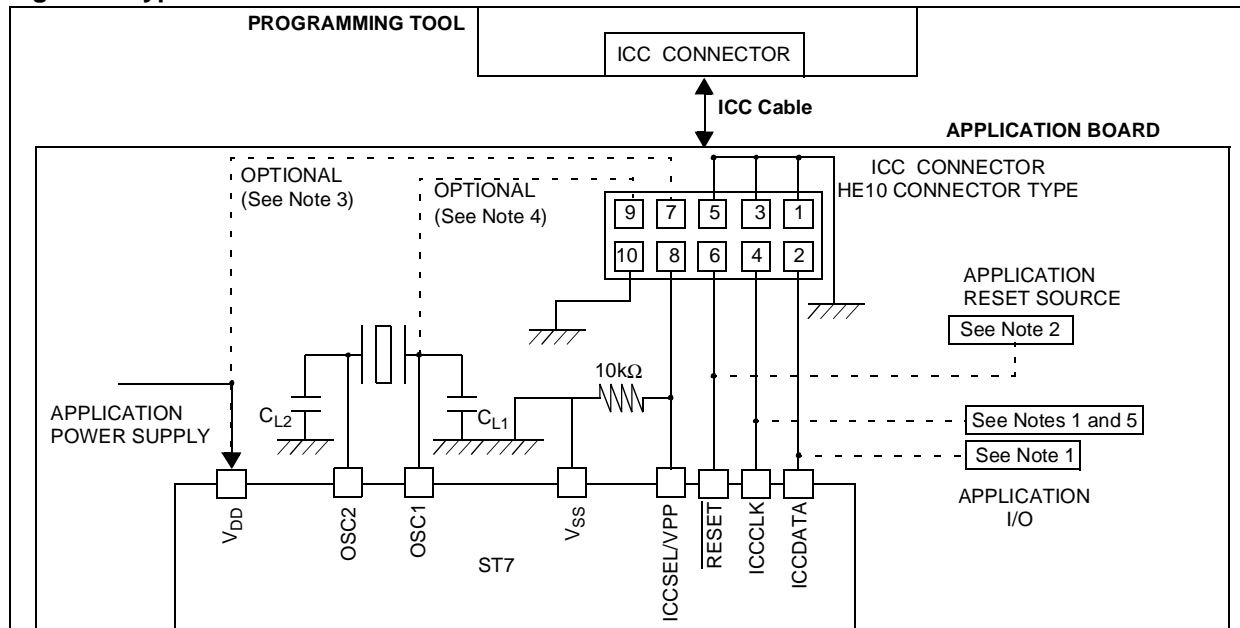 PROGRAMMING TOOL
ICC CONNECTOR
ICC Cable
APPLICATION BOARD
OPTIONAL
(See Note 3)
OPTIONAL
(See Note 4)
ICC CONNECTOR
HE10 CONNECTOR TYPE
9 7 5 3 1
10 8 6 4 2
APPLICATION
RESET SOURCE
See Note 2
10kΩ
APPLICATION
POWER SUPPLY
CL2
CL1
See Notes 1 and 5
See Note 1
APPLICATION
I/O
VDD
OSC2
OSC1
VSS
ICCSEL/VPP
RESET
ICCCLK
ICCDATA
ST7